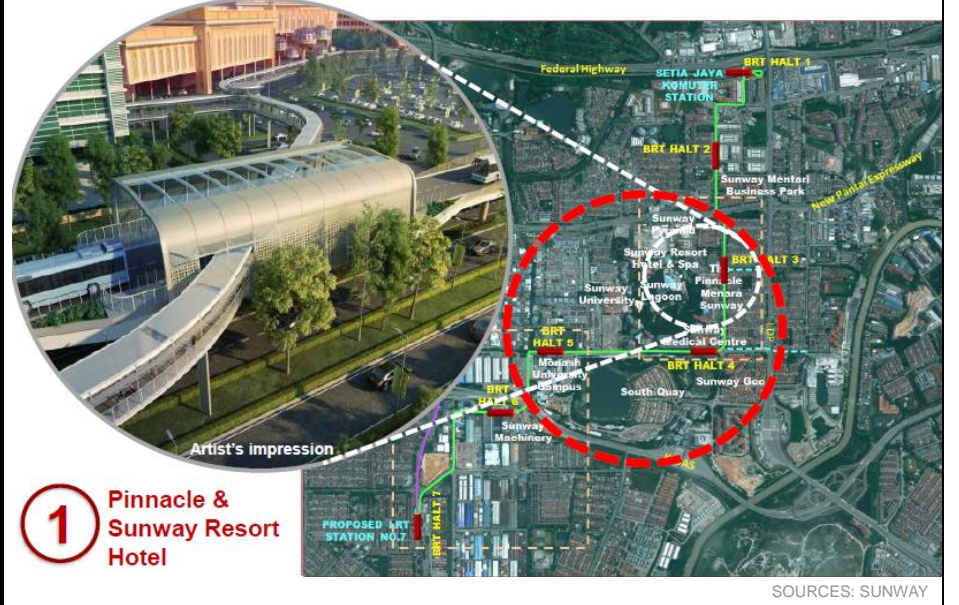 Federal Highway
BRT HALT 1
SETIA JAYA
KOMUTER
STATION
BRT HALT 2
Sunway Mentari
Business Park
New Pantai Expressway
Sunway
Pyramid
Sunway Resort
Hotel & Spa
BRT HALT 3
The
Pinnacle
Sunway
Lagoon
Menara
Sunway
Sunway
University
LDP
Sunway
Medical Centre
BRT
HALT 5
BRT HALT 4
Monash
University
Campus
Sunway Geo
South Quay
BRT
HALT 6
Sunway
Machinery
Artist's impression
1
Pinnacle &
Sunway Resort
Hotel
PROPOSED LRT
STATION NO.7
BRT HALT 7
SOURCES: SUNWAY